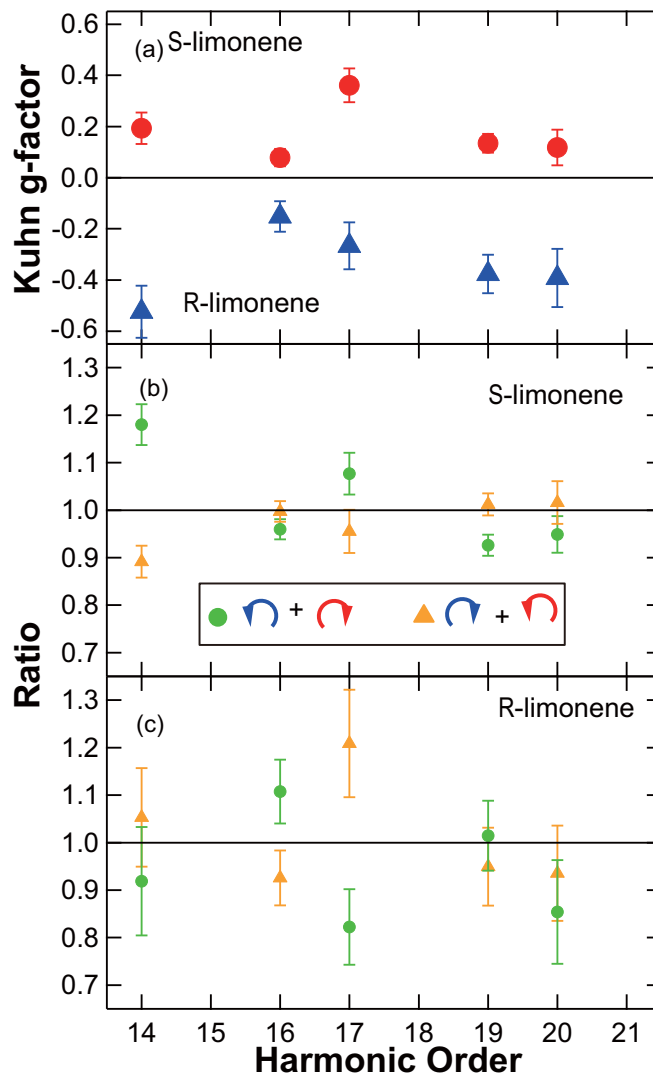 (a)
S-limonene
Kuhn g-factor
0.6
0.4
0.2
0.0
-0.2
-0.4
-0.6
R-limonene
(b)
S-limonene
1.3
1.2
1.1
1.0
0.9
0.8
0.7
+ +
Ratio
(c)
R-limonene
1.3
1.2
1.1
1.0
0.9
0.8
0.7
14 15 16 17 18 19 20 21
Harmonic Order